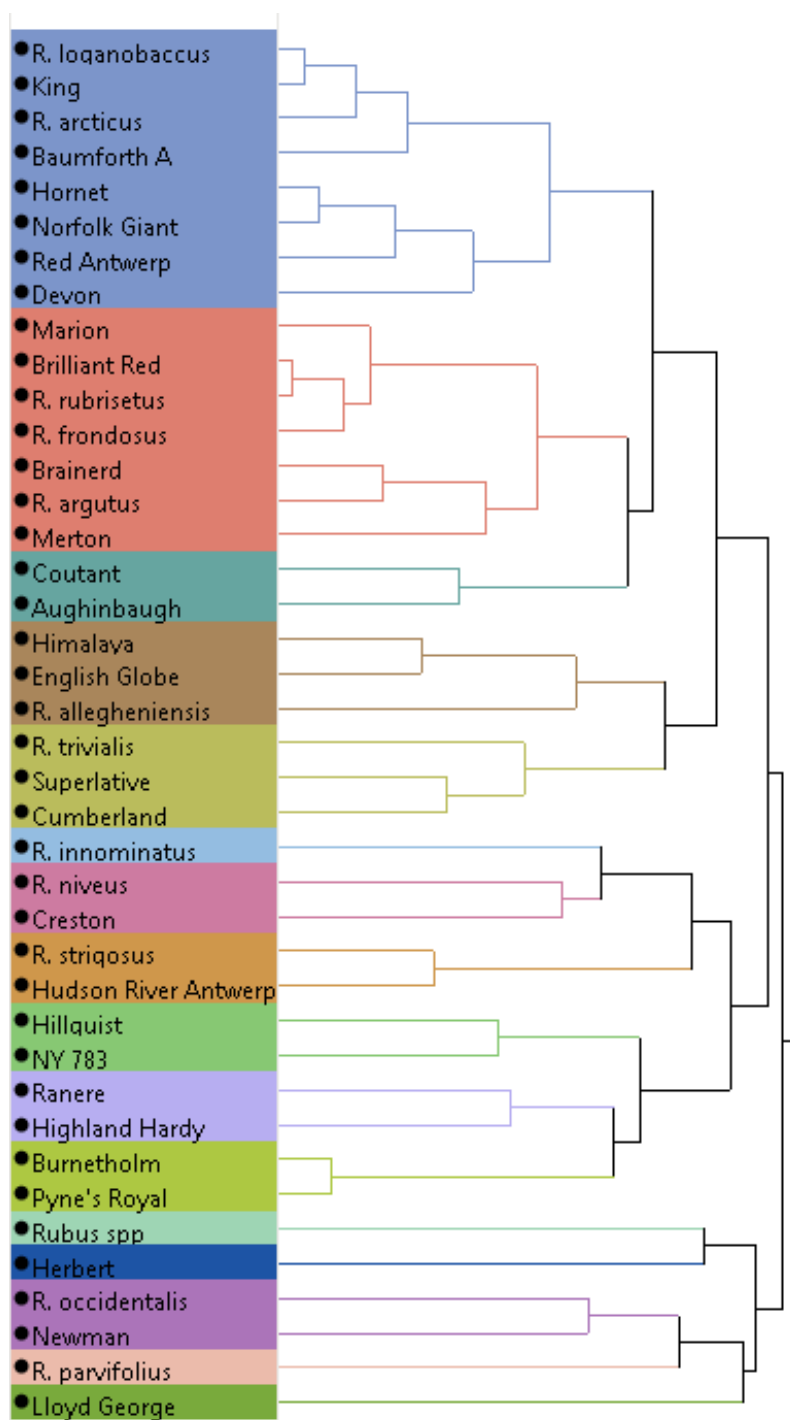 R. loganobaccus
King
R. arcticus
Baumforth A
Hornet
Norfolk Giant
Red Antwerp
Devon
Marion
Brilliant Red
R. rubrisetus
R. frondosus
Brainerd
R. argutus
Merton
Coutant
Aughinbaugh
Himalaya
English Globe
R. allegheniensis
R. trivialis
Superlative
Cumberland
R. innominatus
R. niveus
Creston
R. strigosus
Hudson River Antwerp
Hillquist
NY 783
Ranere
Highland Hardy
Burnetholm
Pyne's Royal
Rubus spp
Herbert
R. occidentalis
Newman
R. parvifolius
Lloyd George